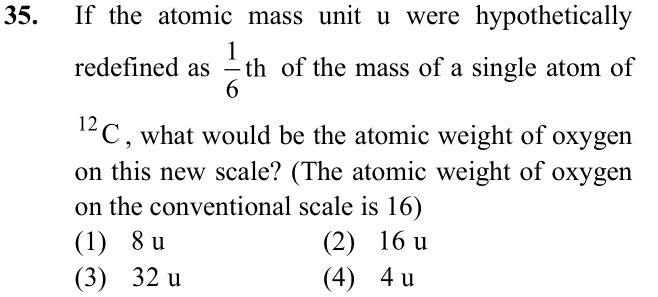 35. If the atomic mass unit u were hypothetically
redefined as 1/6 th of the mass of a single atom of
¹²C, what would be the atomic weight of oxygen
on this new scale? (The atomic weight of oxygen
on the conventional scale is 16)
(1) 8 u (2) 16 u
(3) 32 u (4) 4 u